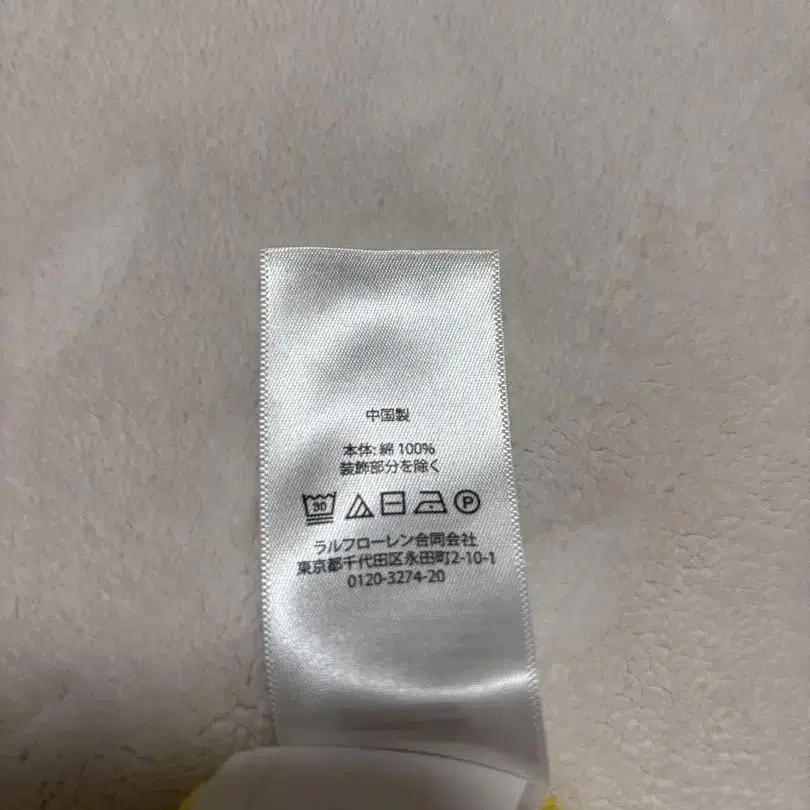 中国製
本体: 綿 100%
装飾部分を除く
30 P
ラルフローレン合同会社
東京都千代田区永田町2-10-1
0120-3274-20